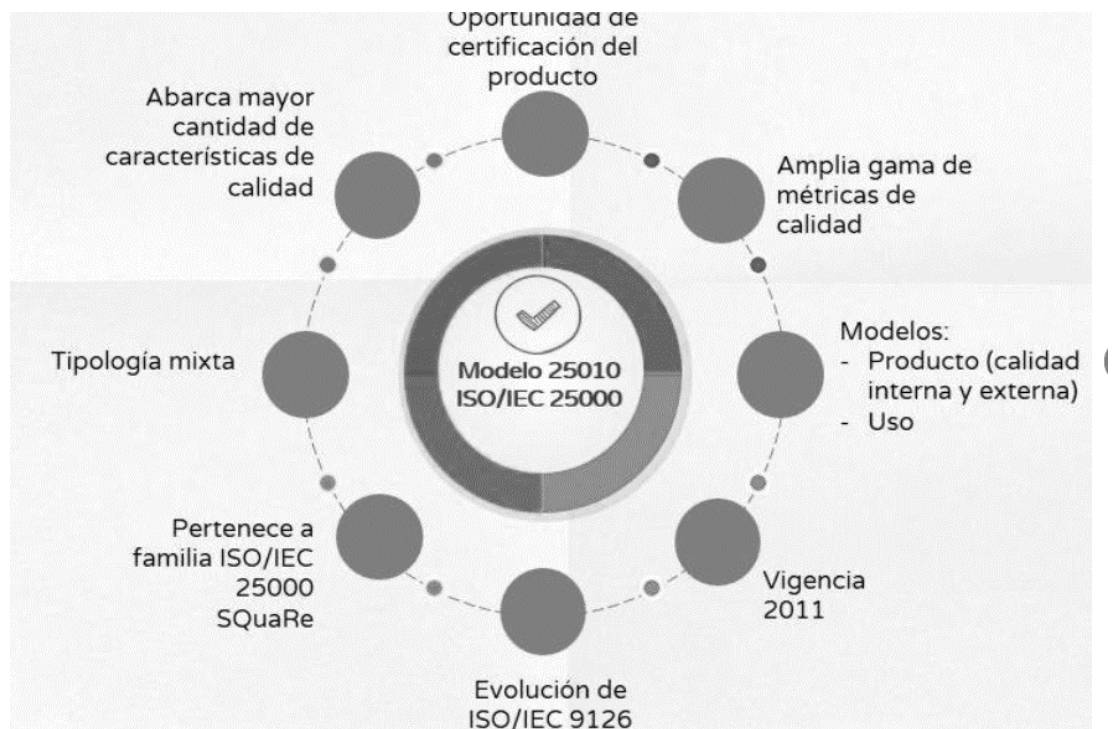 Oportunidad de
certificación del
producto
Abarca mayor
cantidad de
características de
calidad
Amplia gama de
métricas de
calidad
Tipología mixta
Modelo 25010
ISO/IEC 25000
Modelos:
- Producto (calidad
interna y externa)
- Uso
Pertenece a
familia ISO/IEC
25000
SQuaRe
Vigencia
2011
Evolución de
ISO/IEC 9126